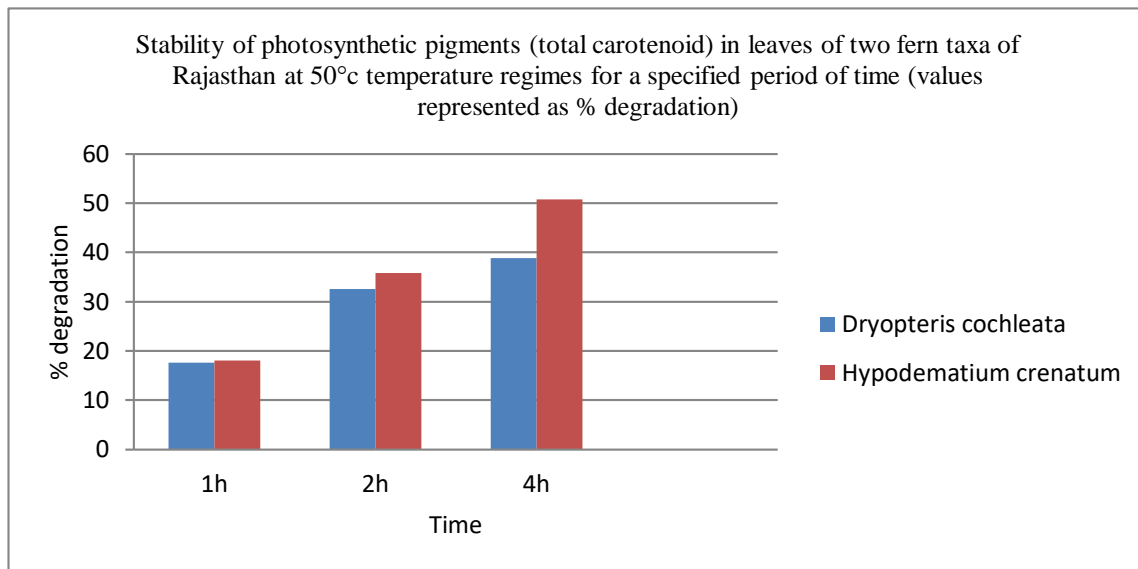 Stability of photosynthetic pigments (total carotenoid) in leaves of two fern taxa of
Rajasthan at 50°c temperature regimes for a specified period of time (values
represented as % degradation)
60
50
40
30
20
10
0
% degradation
1h
2h
4h
Time
Dryopteris cochleata
Hypodematium crenatum